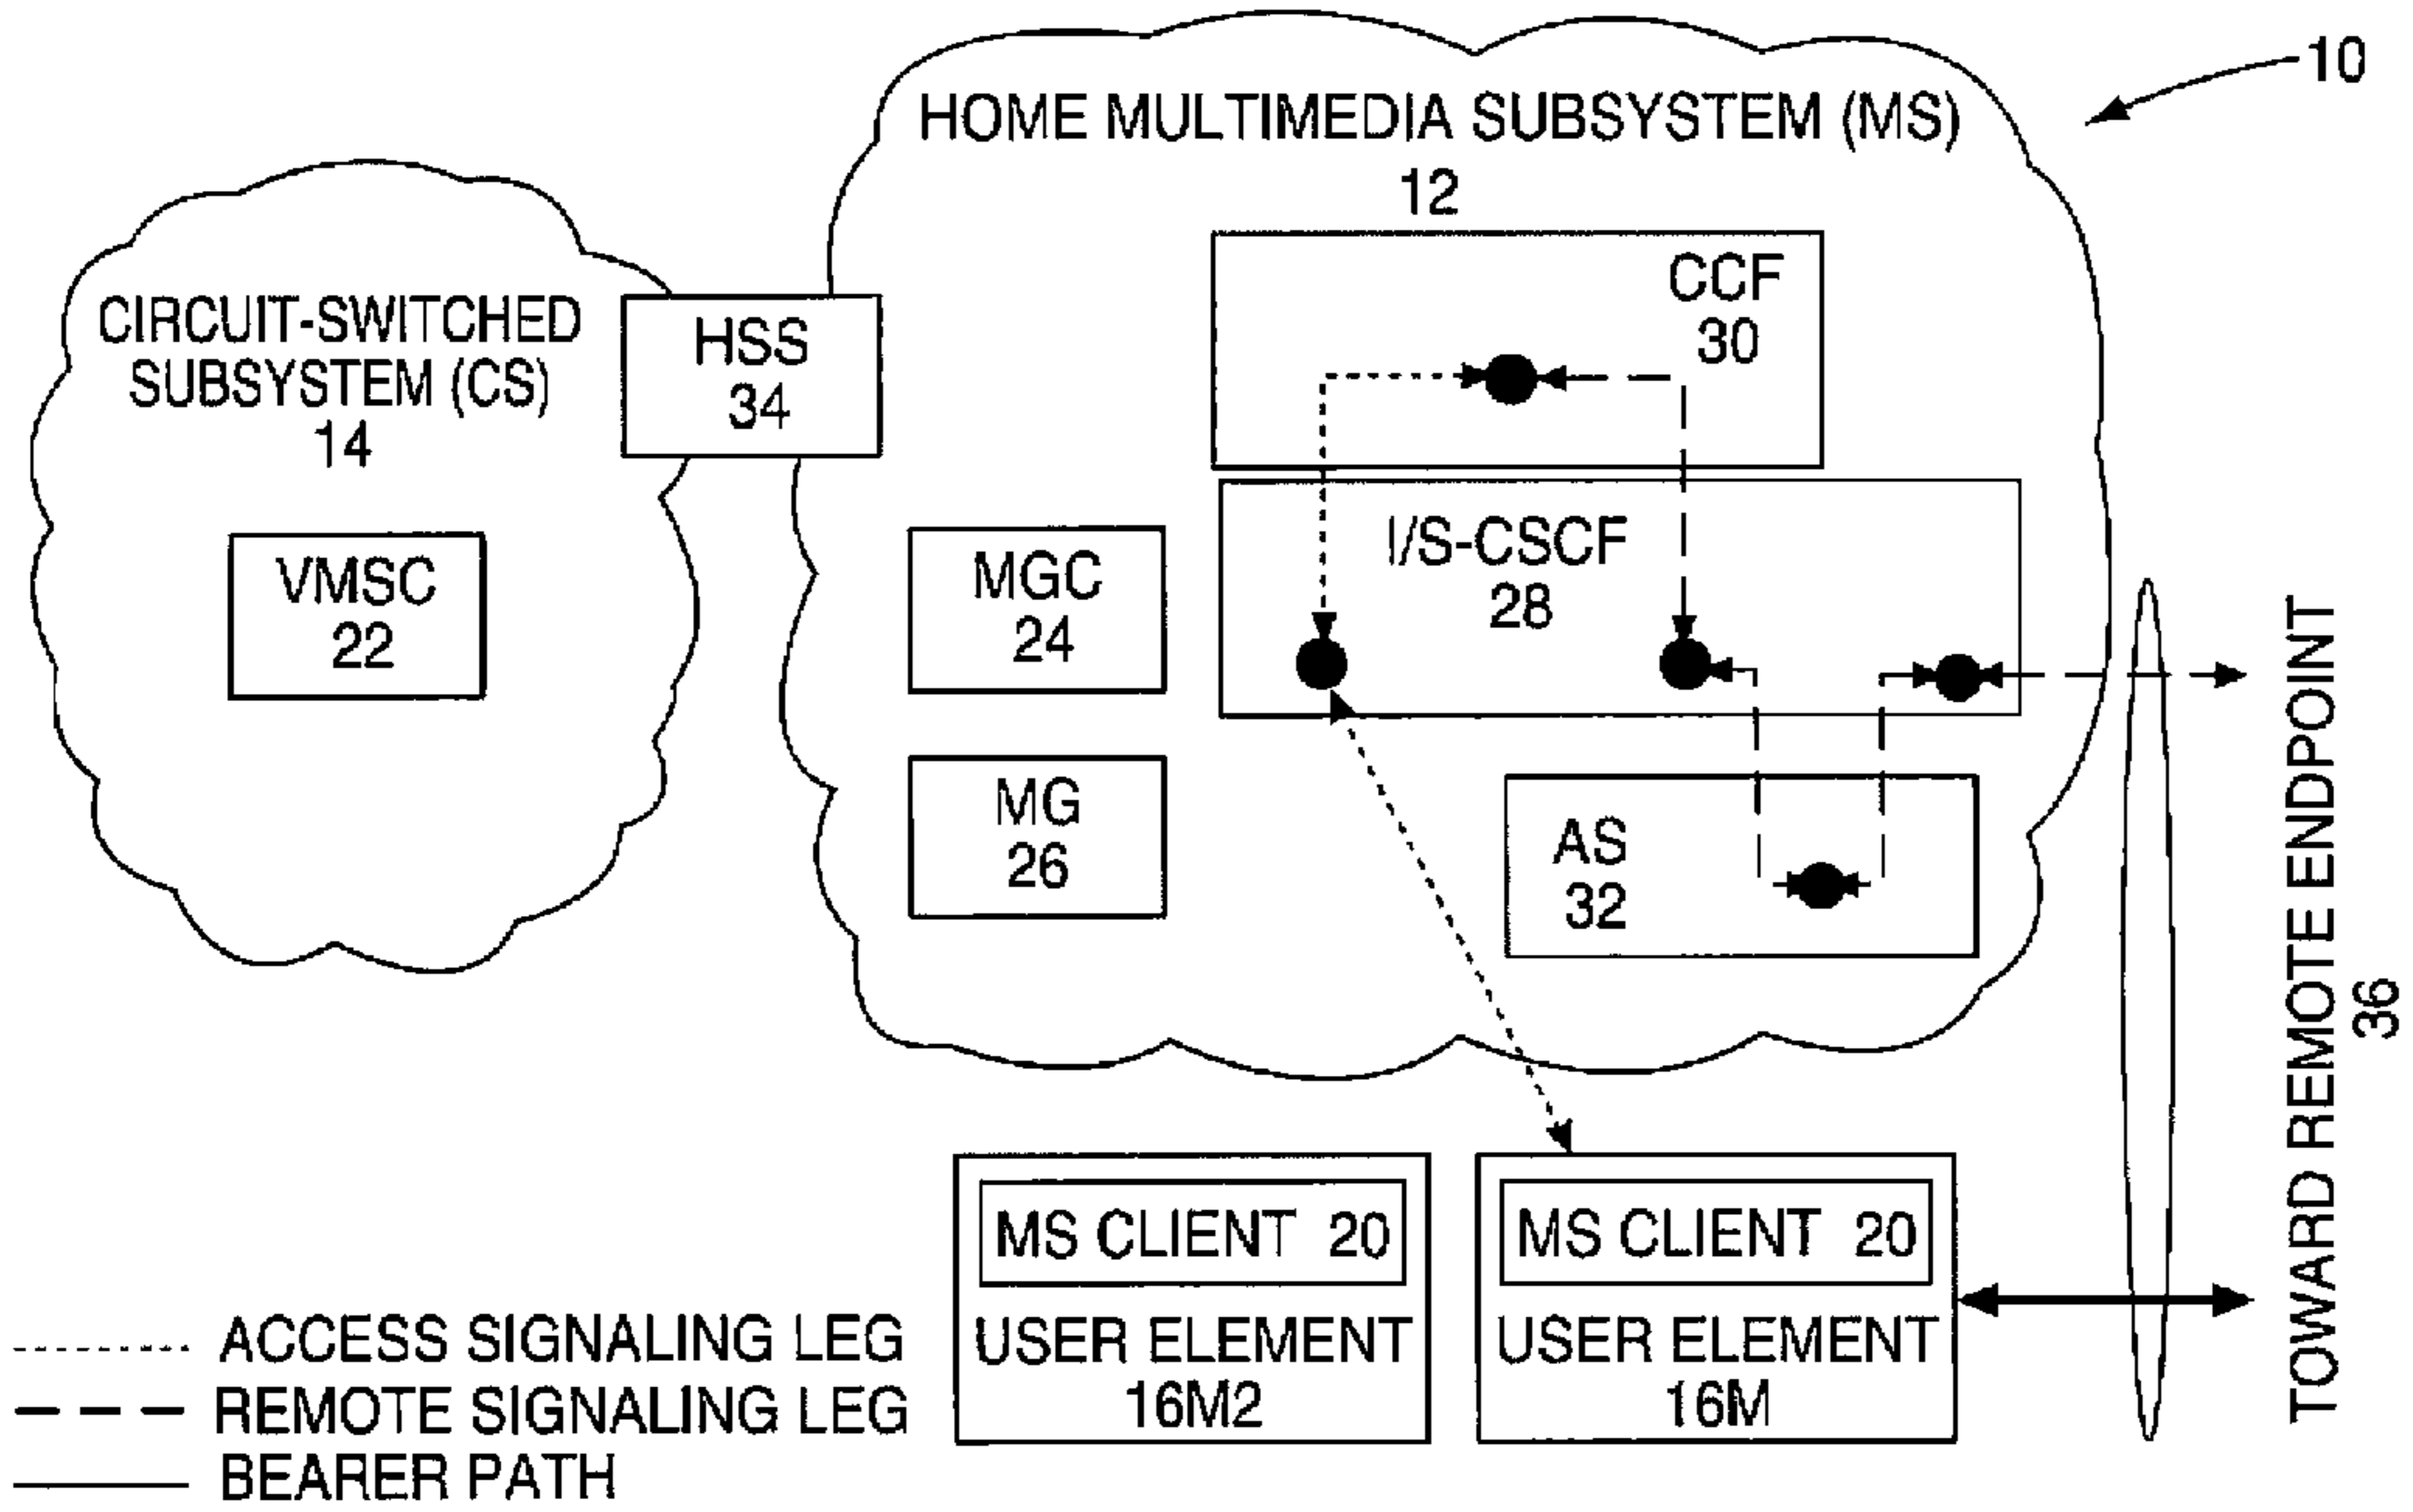 10
HOME MULTIMEDIA SUBSYSTEM (MS)
12
CIRCUIT-SWITCHED
SUBSYSTEM (CS)
14
HSS
34
CCF
30
VMSC
22
MGC
24
I/S-CSCF
28
MG
26
AS
32
TOWARD REMOTE ENDPOINT
36
MS CLIENT 20
USER ELEMENT
16M2
MS CLIENT 20
USER ELEMENT
16M
ACCESS SIGNALING LEG
REMOTE SIGNALING LEG
BEARER PATH